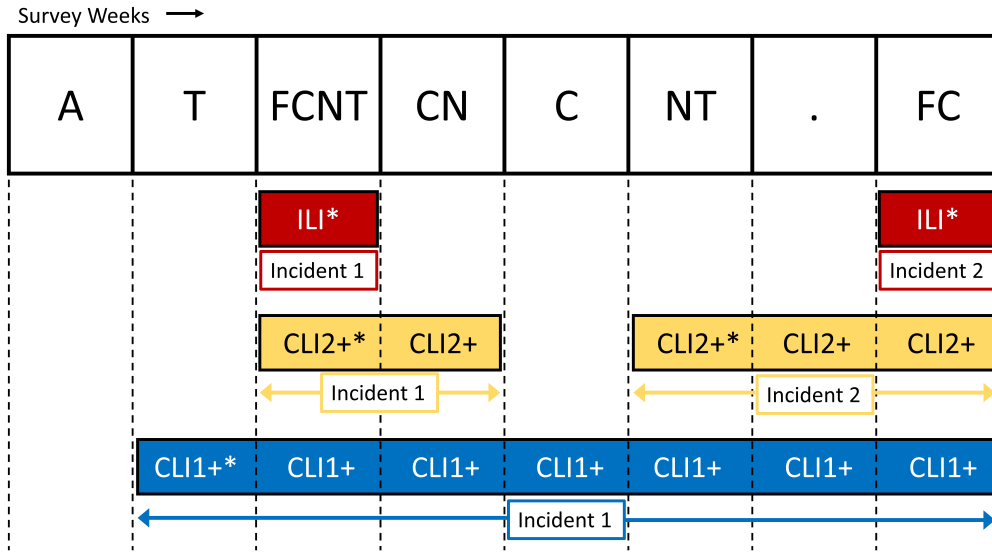 Survey Weeks
A T FCNT CN C NT . FC
ILI* ILI*
Incident 1 Incident 2
CLI2+* CLI2+ CLI2+* CLI2+ CLI2+
Incident 1 Incident 2
CLI1+* CLI1+ CLI1+ CLI1+ CLI1+ CLI1+ CLI1+
Incident 1